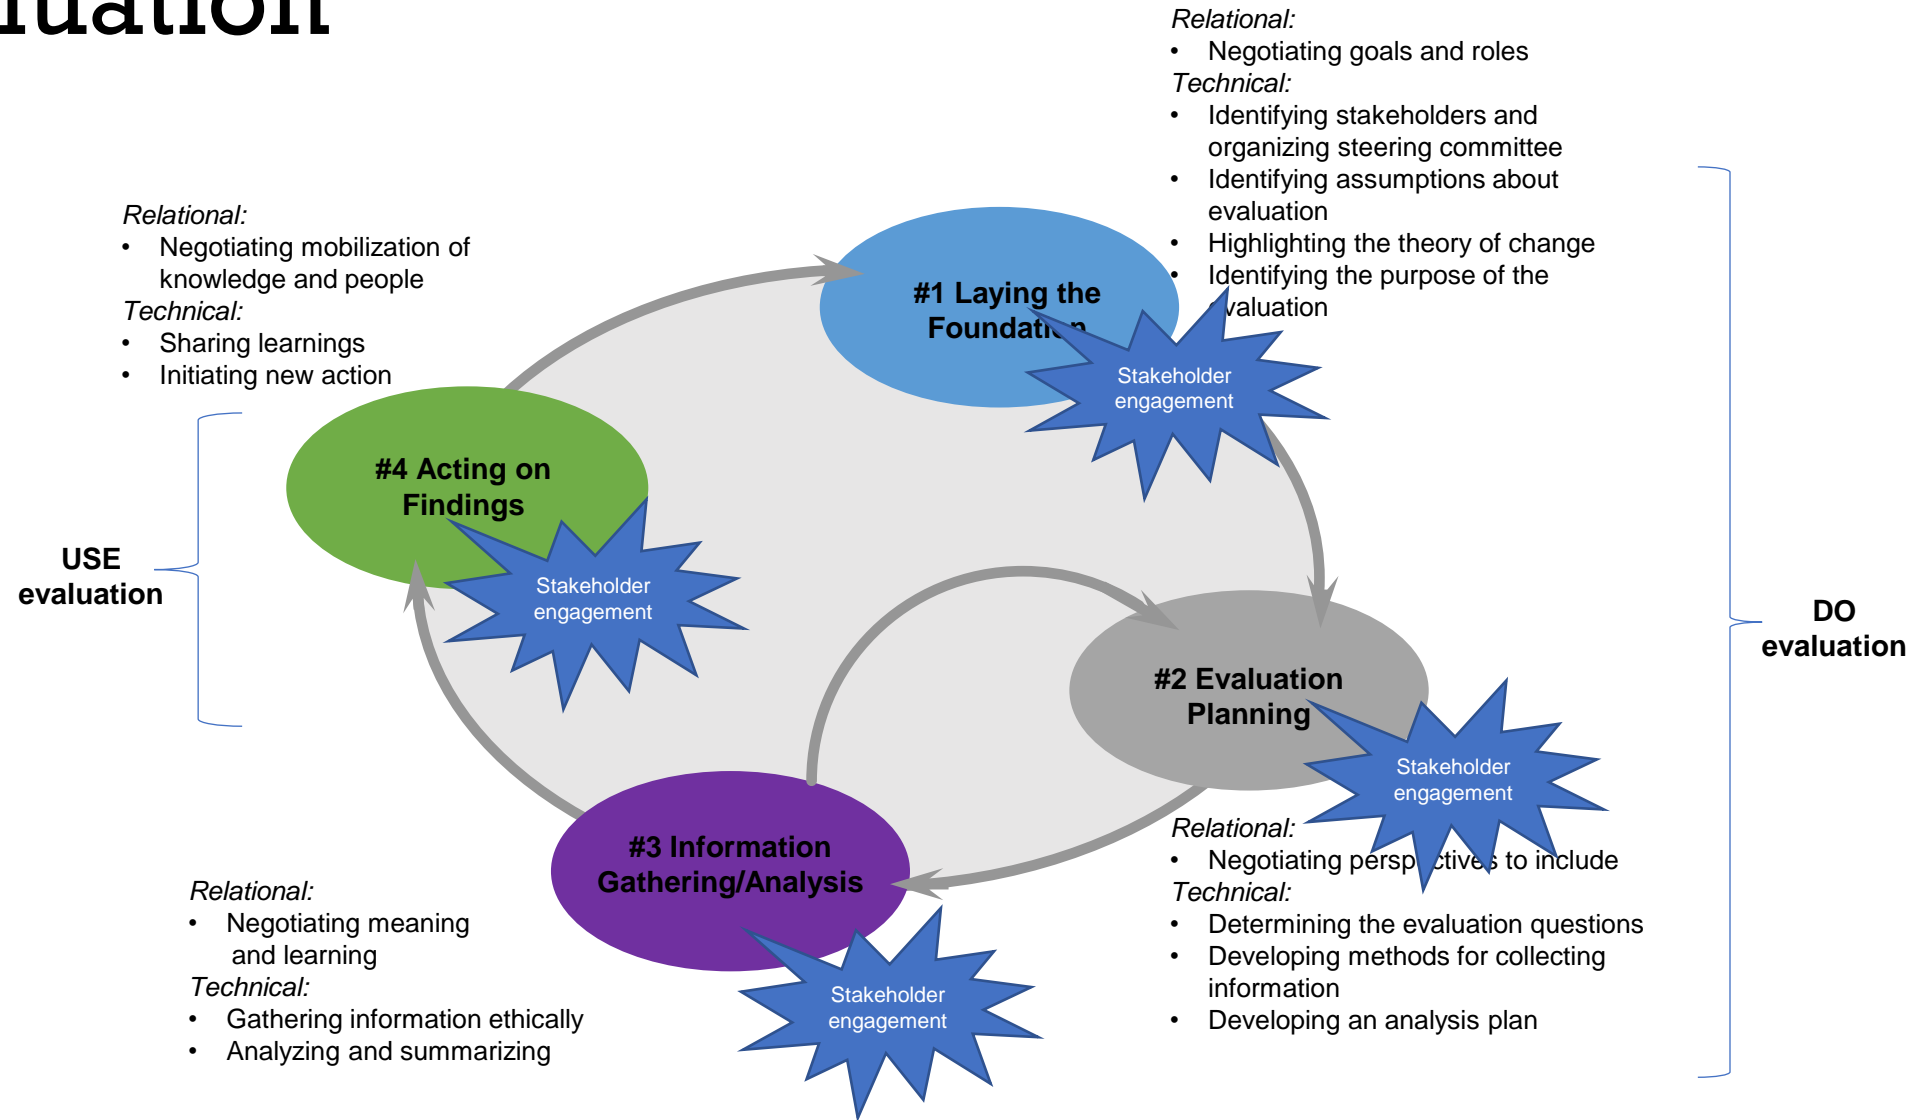 luation
Relational:
• Negotiating goals and roles
Technical:
• Identifying stakeholders and
organizing steering committee
• Identifying assumptions about
evaluation
• Highlighting the theory of change
• Identifying the purpose of the
evaluation
Relational:
• Negotiating mobilization of
knowledge and people
Technical:
• Sharing learnings
• Initiating new action
#1 Laying the
Foundation
Stakeholder
engagement
#4 Acting on
Findings
Stakeholder
engagement
USE
evaluation
DO
evaluation
#2 Evaluation
Planning
Stakeholder
engagement
#3 Information
Gathering/Analysis
Stakeholder
engagement
Relational:
• Negotiating perspectives to include
Technical:
• Determining the evaluation questions
• Developing methods for collecting
information
• Developing an analysis plan
Relational:
• Negotiating meaning
and learning
Technical:
• Gathering information ethically
• Analyzing and summarizing